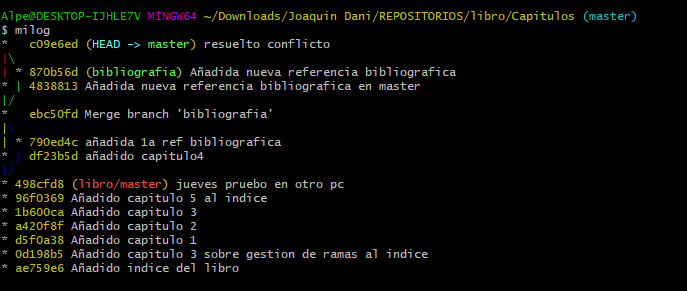 Alpe@DESKTOP-IJHLE7V MINGW64 ~/Downloads/Joaquin Dani/REPOSITORIOS/libro/Capitulos (master)
$ milog
*   c09e6ed (HEAD -> master) resuelto conflicto
|\
| * 870b56d (bibliografia) Añadida nueva referencia bibliografica
* | 4838813 Añadida nueva referencia bibliografica en master
|/
*   ebc50fd Merge branch 'bibliografia'
|\
| * 790ed4c añadida 1a ref bibliografica
* | df23b5d añadido capitulo4
|/
* 498cfd8 (libro/master) jueves pruebo en otro pc
* 96f0369 Añadido capitulo 5 al indice
* 1b600ca Añadido capitulo 3
* a420f8f Añadido capitulo 2
* d5f0a38 Añadido capitulo 1
* 0d198b5 Añadido capitulo 3 sobre gestion de ramas al indice
* ae759e6 Añadido indice del libro